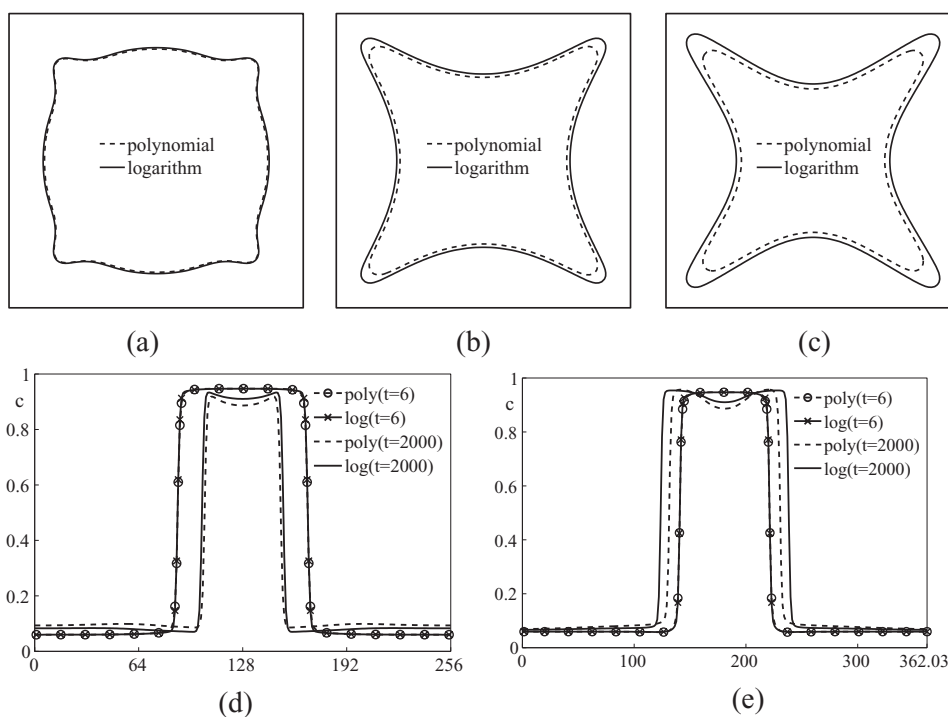 polynomial
logarithm
polynomial
logarithm
polynomial
logarithm
(a)
(b)
(c)
1
c
0.8
0.6
0.4
0.2
0
0
64
128
192
256
poly(t=6)
log(t=6)
poly(t=2000)
log(t=2000)
(d)
1
c
0.8
0.6
0.4
0.2
0
0
100
200
300
362.03
poly(t=6)
log(t=6)
poly(t=2000)
log(t=2000)
(e)